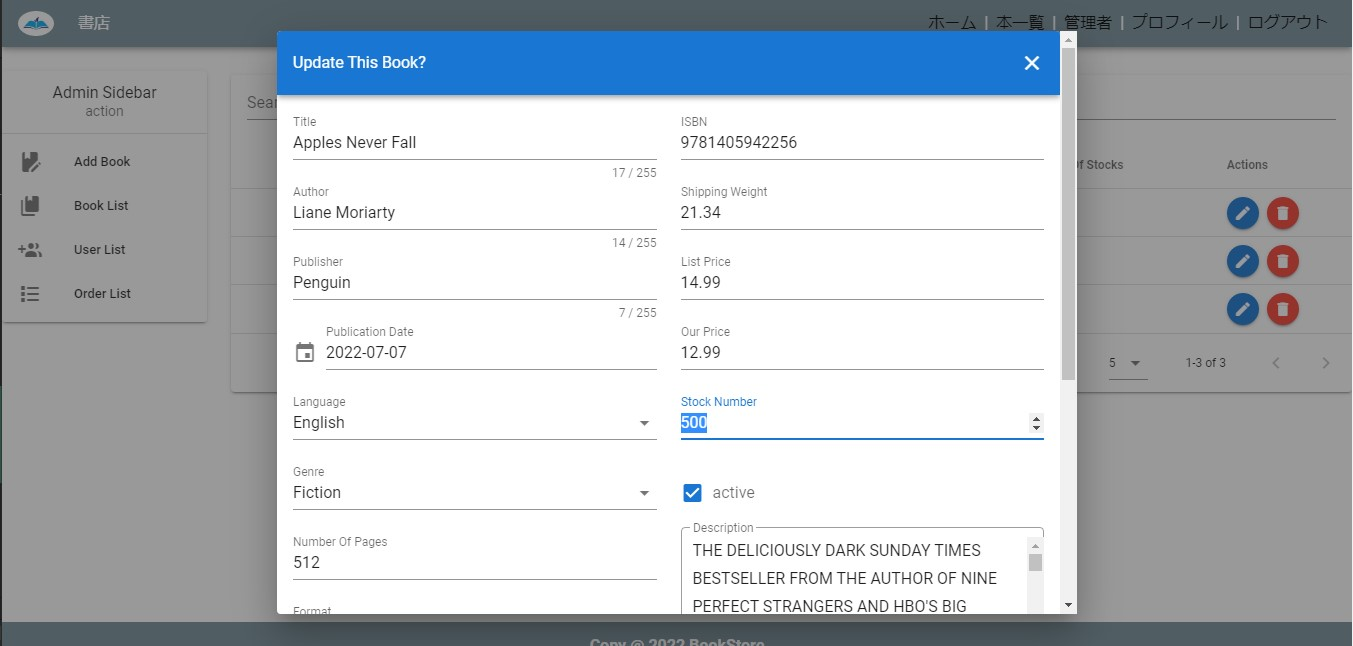 書店
ホーム | 本一覧 | 管理者 | プロフィール | ログアウト
Admin Sidebar
action
Add Book
Book List
User List
Order List
Update This Book?
Title
Apples Never Fall
17 / 255
Author
Liane Moriarty
14 / 255
Publisher
Penguin
7 / 255
Publication Date
2022-07-07
Language
English
Genre
Fiction
Number Of Pages
512
Format
ISBN
9781405942256
Shipping Weight
21.34
List Price
14.99
Our Price
12.99
Stock Number
500
active
Description
THE DELICIOUSLY DARK SUNDAY TIMES
BESTSELLER FROM THE AUTHOR OF NINE
PERFECT STRANGERS AND HBO'S BIG
Of Stocks
Actions
5
1-3 of 3
Copy @ 2022 BookStore